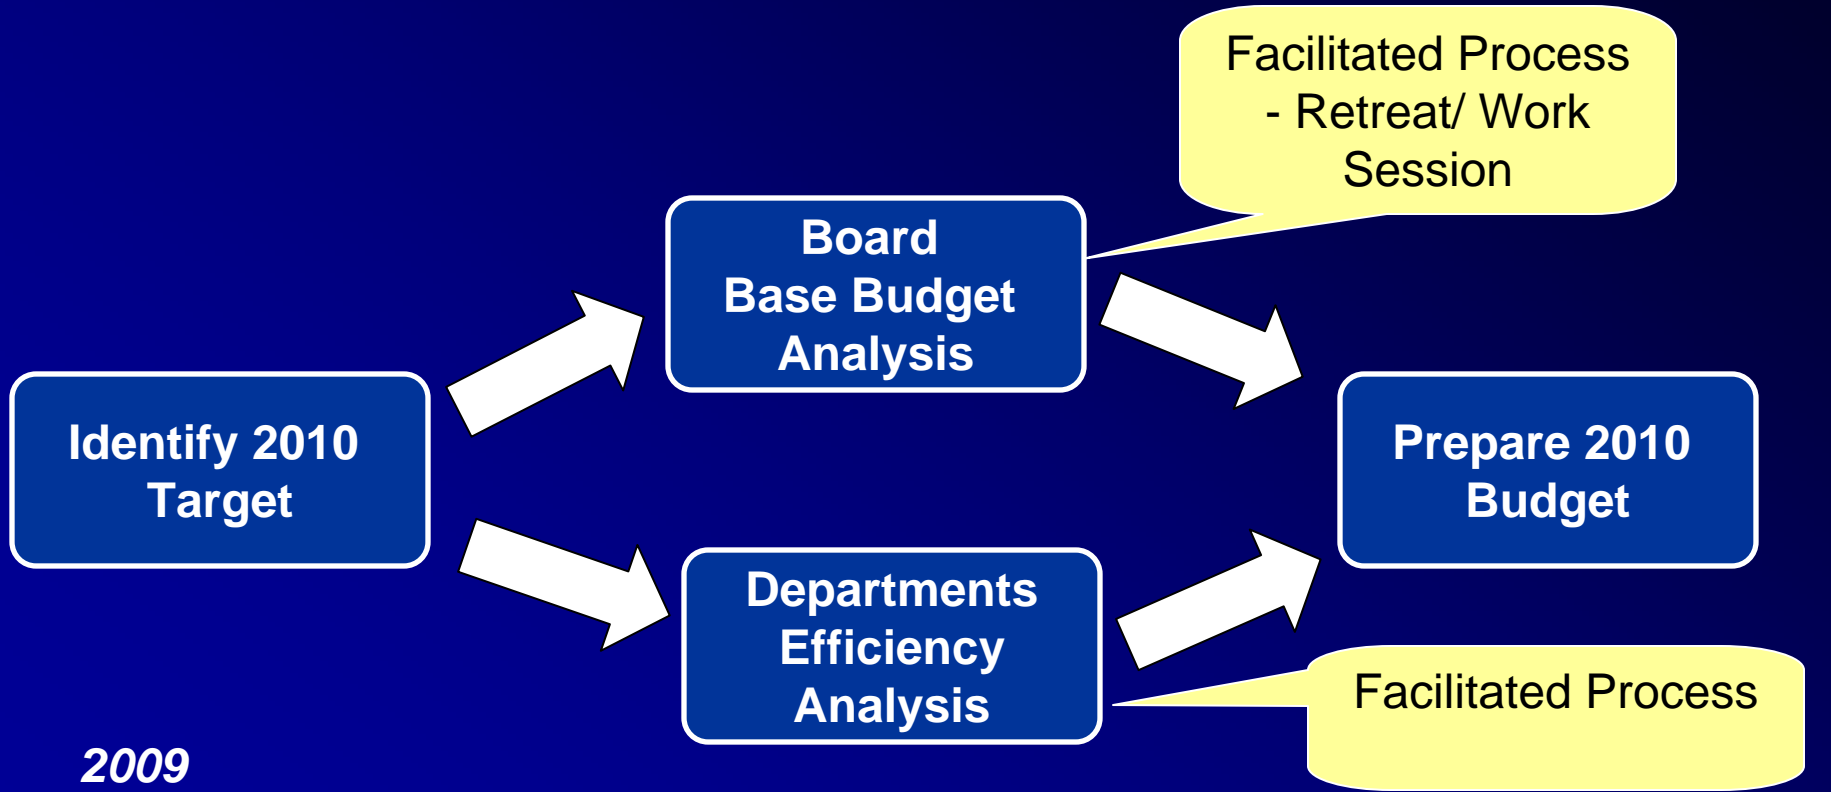 Facilitated Process
- Retreat/ Work
Session
Board
Base Budget
Analysis
Identify 2010
Target
Prepare 2010
Budget
Departments
Efficiency
Analysis
Facilitated Process
2009